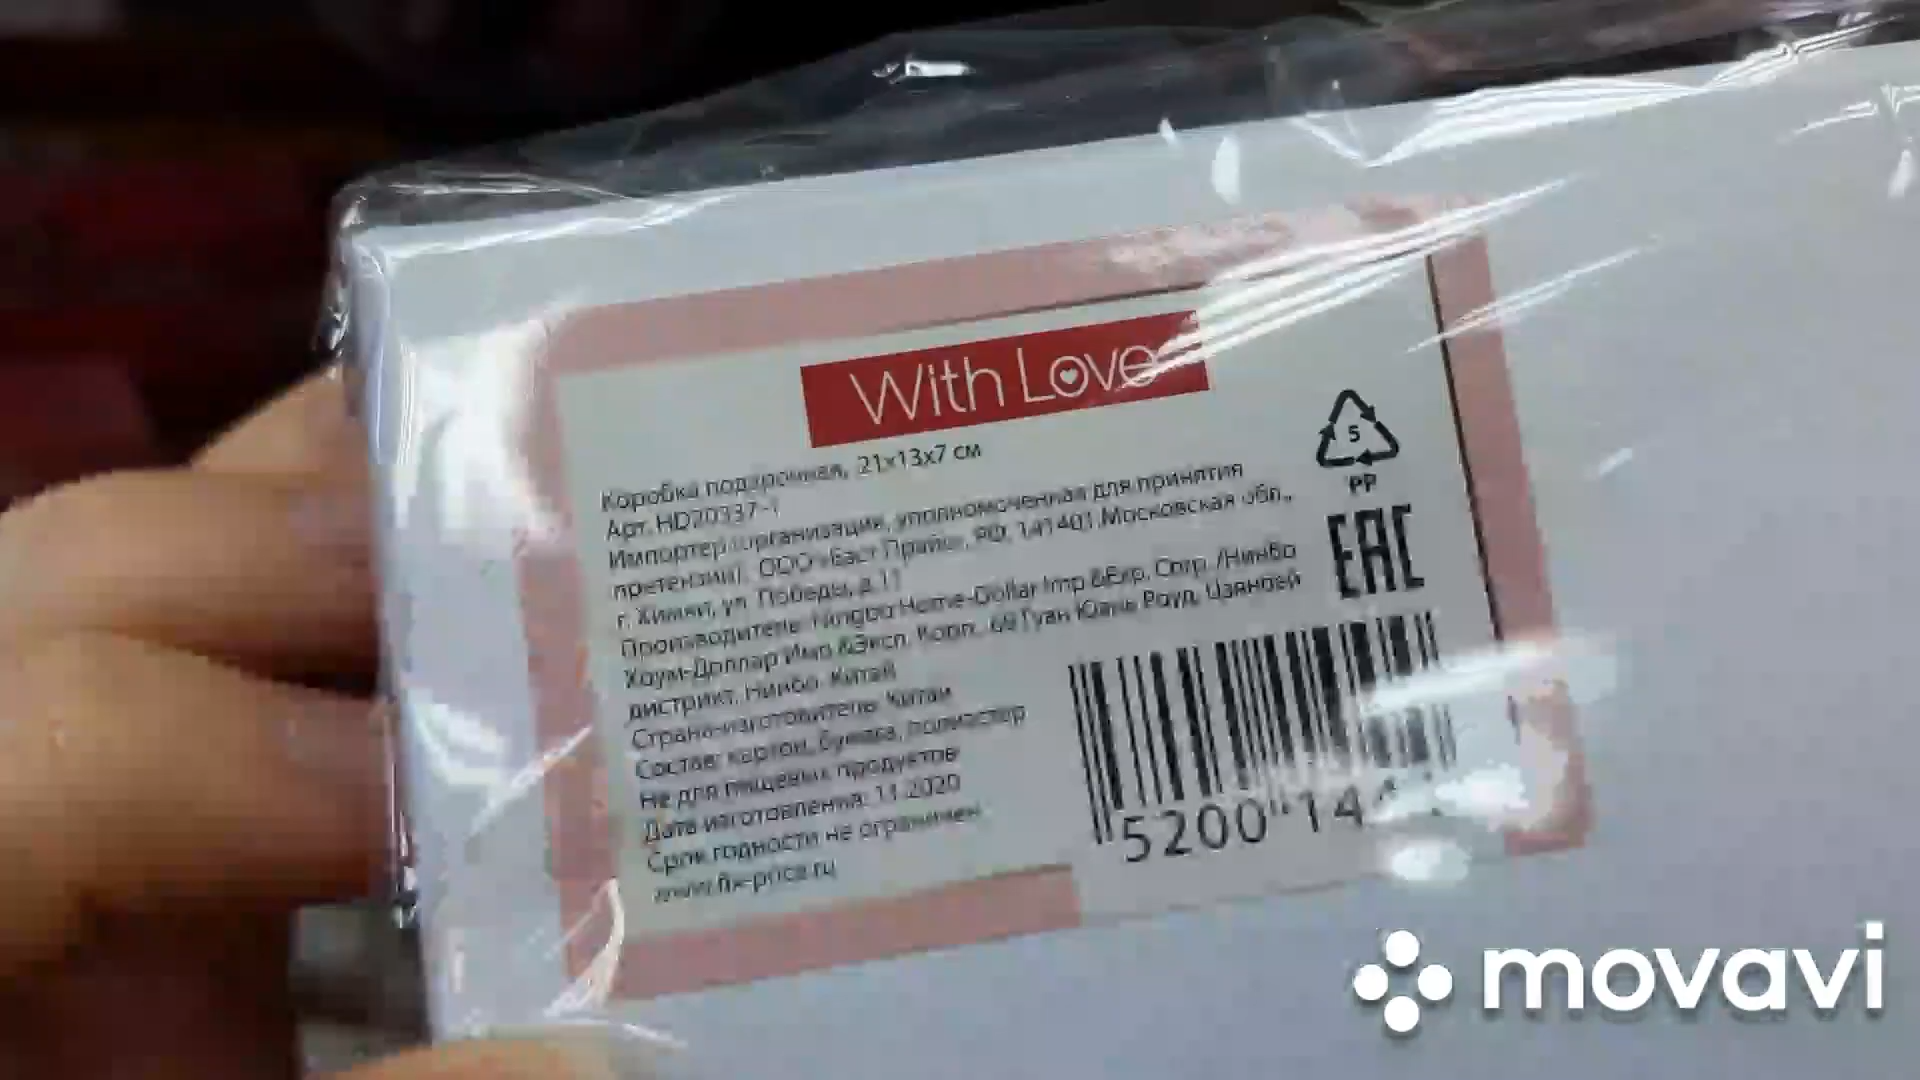 With Love
Коробка подарочная, 21x13x7 см
Арт. HD20337-1
Импортер (организация, уполномоченная для принятия
претензий): ООО «Баст Прайс», РФ, 141401, Московская обл.,
г. Химки, ул. Победы, д.11
Производитель: Ningbo Home-Dollar Imp.&Exp. Corp./Нинбо
Хоум-Доллар Имп.&Эксп. Корп., 69 Туан Юань Роуд, Цзянбей
дистрикт, Нинбо, Китай
Страна-изготовитель: Китай
Состав: картон, бумага, полиэстер
Не для пищевых продуктов
Дата изготовления: 11.2020
Срок годности не ограничен
www.fix-price.ru
5
PP
EAC
5200 14
movavi